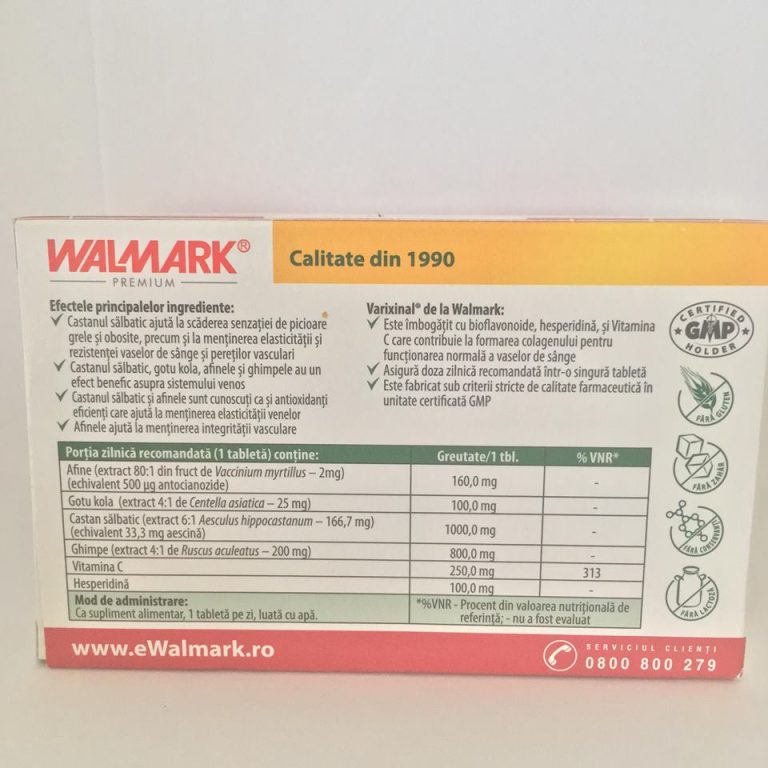 WALMARK®
PREMIUM
Calitate din 1990
Efectele principalelor ingrediente:
✓ Castanul sălbatic ajută la scăderea senzației de picioare
grele și obosite, precum și la menținerea elasticității și
rezistenței vaselor de sânge și pereților vasculari
✓ Castanul sălbatic, gotu kola, afinele și ghimpele au un
efect benefic asupra sistemului venos
✓ Castanul sălbatic și afinele sunt cunoscuți ca și antioxidanți
eficienți care ajută la menținerea elasticității venelor
✓ Afinele ajută la menținerea integrității vasculare
Varixinal® de la Walmark:
✓ Este îmbogățit cu bioflavonoide, hesperidină, și Vitamina
C care contribuie la formarea colagenului pentru
funcționarea normală a vaselor de sânge
✓ Asigură doza zilnică recomandată într-o singură tabletă
✓ Este fabricat sub criterii stricte de calitate farmaceutică în
unitate certificată GMP
CERTIFIED
GMP
HOLDER
FĂRĂ GLUTEN
FĂRĂ ZAHĂR
FĂRĂ CONSERVANȚI
FĂRĂ LACTOZĂ
Porția zilnică recomandată (1 tabletă) conține: Greutate/1 tbl. % VNR*
Afine (extract 80:1 din fruct de Vaccinium myrtillus – 2mg)
(echivalent 500 µg antocianozide) 160,0 mg -
Gotu kola (extract 4:1 de Centella asiatica – 25 mg) 100,0 mg -
Castan sălbatic (extract 6:1 Aesculus hippocastanum – 166,7 mg)
(echivalent 33,3 mg aescină) 1000,0 mg -
Ghimpe (extract 4:1 de Ruscus aculeatus – 200 mg) 800,0 mg -
Vitamina C 250,0 mg 313
Hesperidină 100,0 mg -
Mod de administrare:
Ca supliment alimentar, 1 tabletă pe zi, luată cu apă.
*%VNR - Procent din valoarea nutrițională de
referință; - nu a fost evaluat
www.eWalmark.ro
SERVICIUL CLIENȚI
0800 800 279